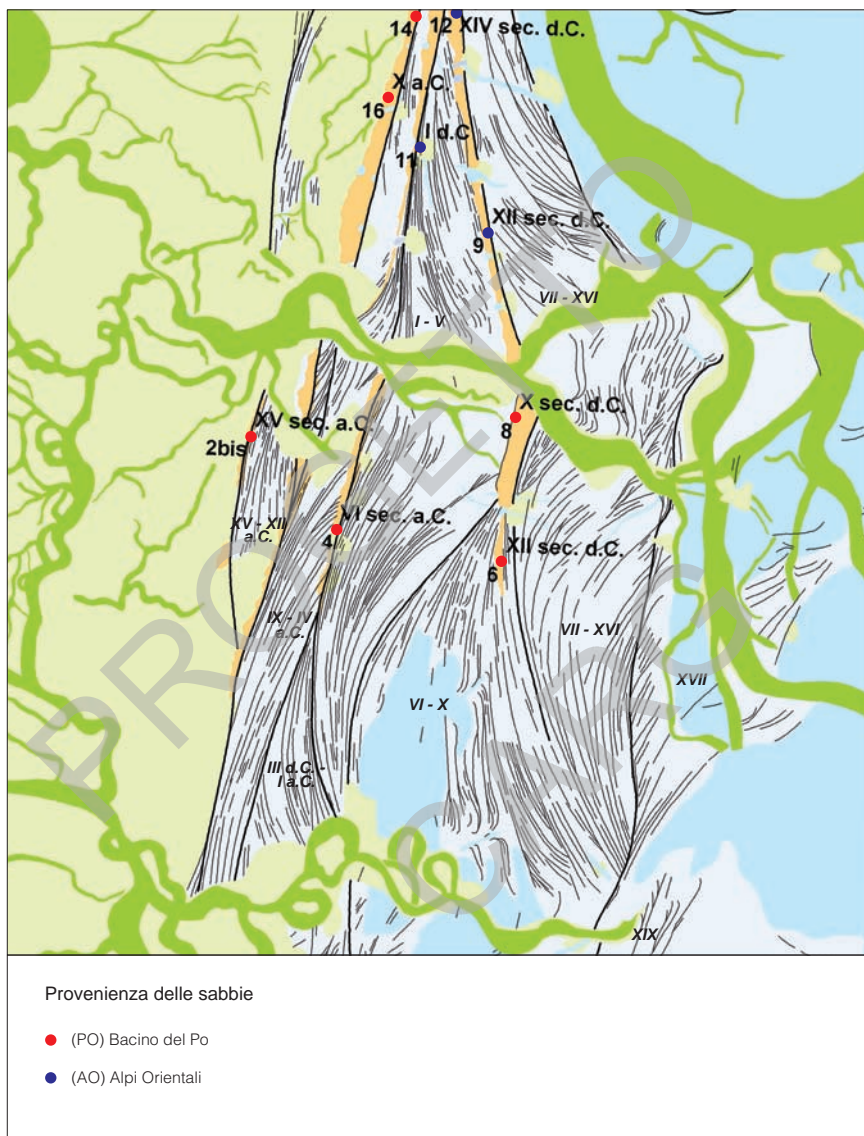 14
12
XIV sec. d.C.
X a.C.
16
I d.C
11
XII sec. d.C.
9
VII - XVI
I - V
X sec. d.C.
8
XV sec. a.C.
2bis
XV - XII
a.C.
VI sec. a.C.
4
XII sec. d.C.
6
IX - IV
a.C.
VII - XVI
VI - X
XVII
III d.C. -
I a.C.
XIX
PROGETTO
CARG
Provenienza delle sabbie
(PO) Bacino del Po
(AO) Alpi Orientali